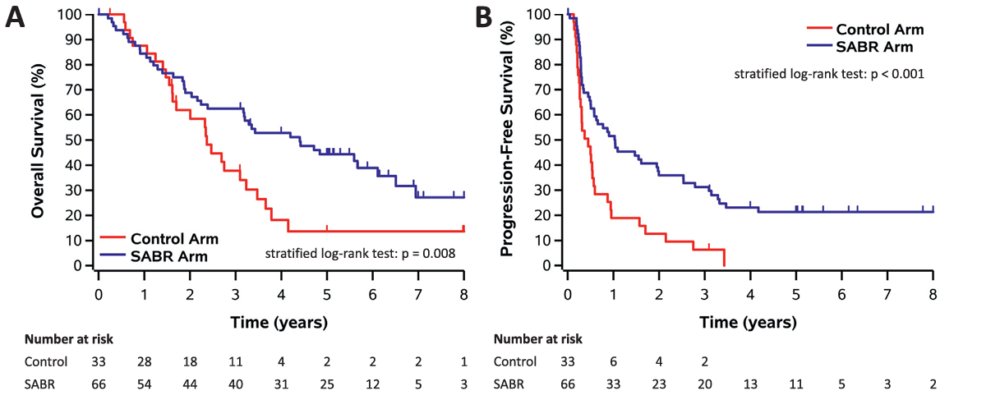 A
Overall Survival (%)
100
90
80
70
60
50
40
30
20
10
0
Control Arm
SABR Arm
stratified log-rank test: p = 0.008
0 1 2 3 4 5 6 7 8
Time (years)
Number at risk
Control 33 28 18 11 4 2 2 2 1
SABR 66 54 44 40 31 25 12 5 3
B
Progression-Free Survival (%)
100
90
80
70
60
50
40
30
20
10
0
Control Arm
SABR Arm
stratified log-rank test: p < 0.001
0 1 2 3 4 5 6 7 8
Time (years)
Number at risk
Control 33 6 4 2
SABR 66 33 23 20 13 11 5 3 2